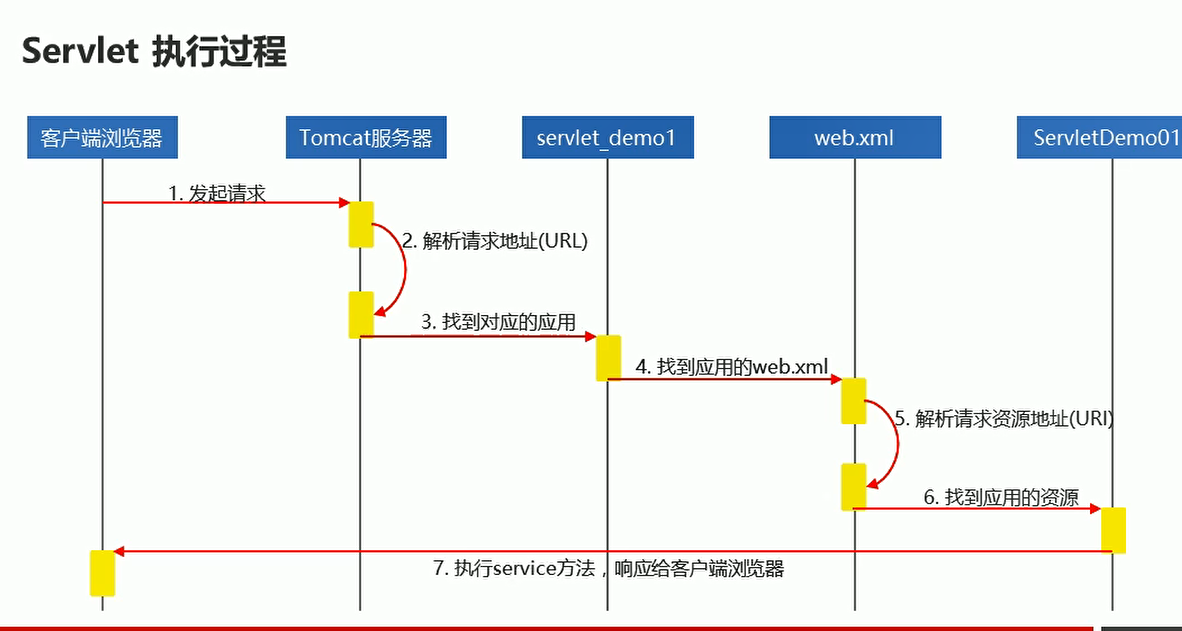 Servlet 执行过程
客户端浏览器
Tomcat服务器
servlet_demo1
web.xml
ServletDemo01
1. 发起请求
2. 解析请求地址(URL)
3. 找到对应的应用
4. 找到应用的web.xml
5. 解析请求资源地址(URI)
6. 找到应用的资源
7. 执行service方法，响应给客户端浏览器